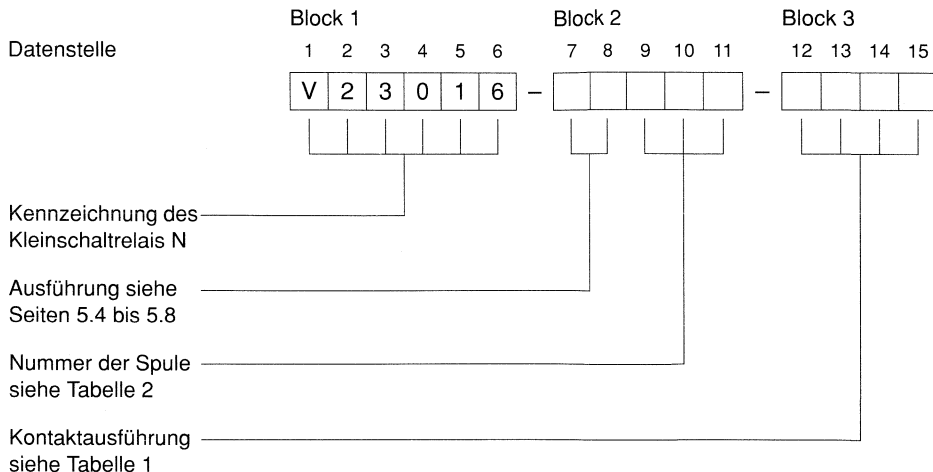 Block 1 Block 2 Block 3
Datenstelle 1 2 3 4 5 6 7 8 9 10 11 12 13 14 15
V 2 3 0 1 6 – –
Kennzeichnung des
Kleinschaltrelais N
Ausführung siehe
Seiten 5.4 bis 5.8
Nummer der Spule
siehe Tabelle 2
Kontaktausführung
siehe Tabelle 1